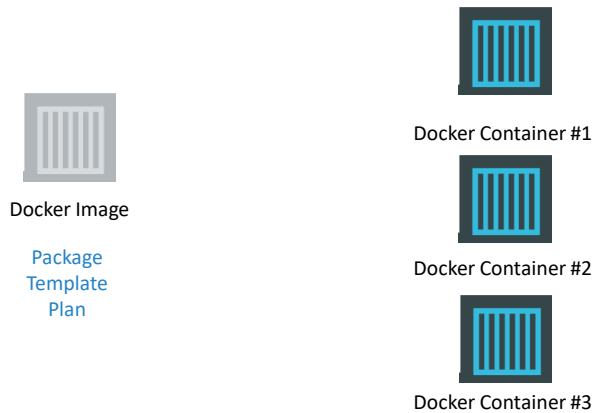 Docker Image
Package
Template
Plan
Docker Container #1
Docker Container #2
Docker Container #3